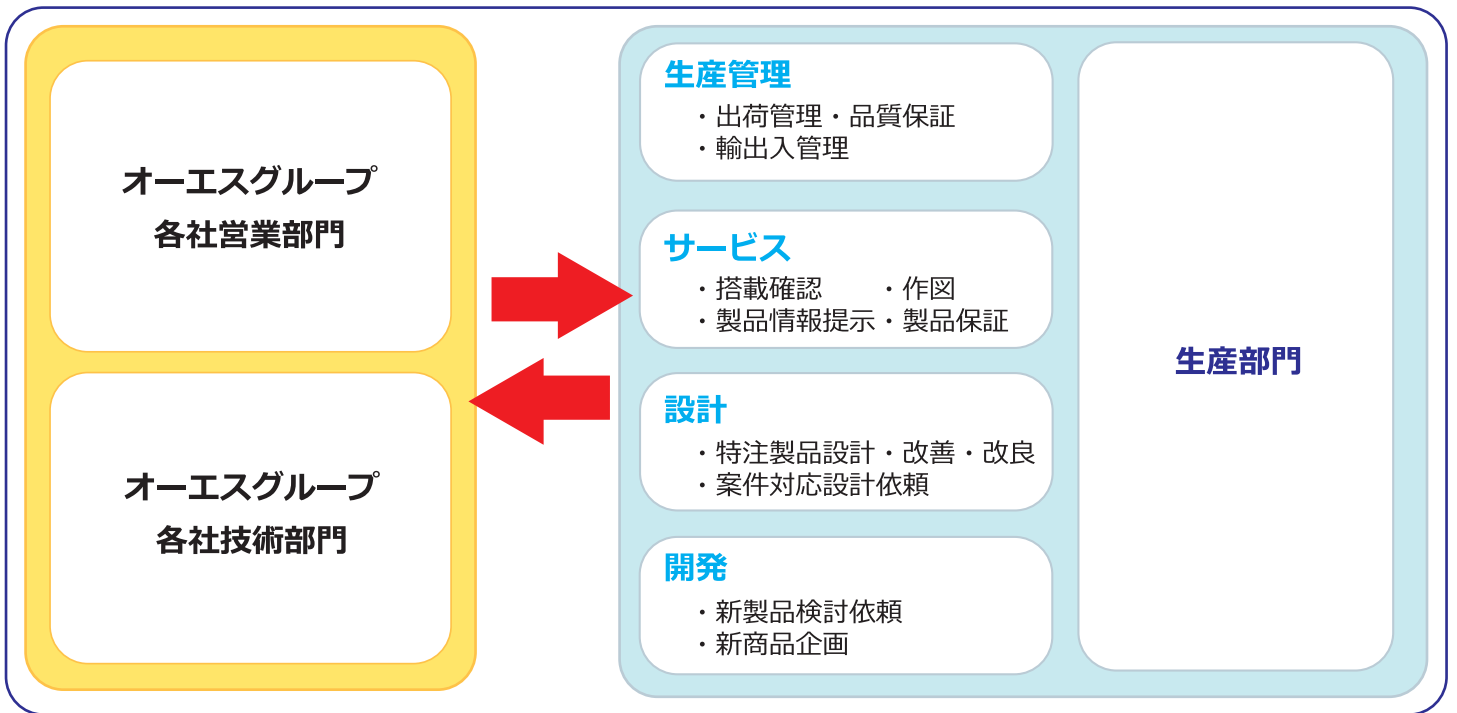 オーエスグループ
各社営業部門
オーエスグループ
各社技術部門
生産管理
・出荷管理・品質保証
・輸出入管理
サービス
・搭載確認　　・作図
・製品情報提示・製品保証
設計
・特注製品設計・改善・改良
・案件対応設計依頼
開発
・新製品検討依頼
・新商品企画
生産部門